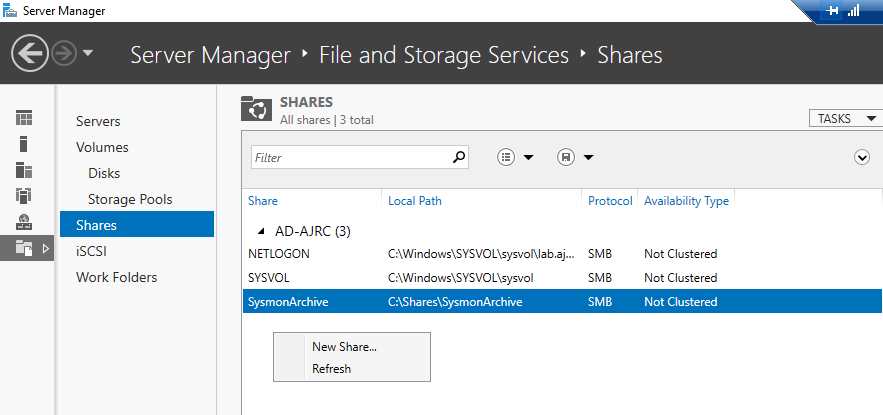 Server Manager
Server Manager ‣ File and Storage Services ‣ Shares
Servers
Volumes
Disks
Storage Pools
Shares
iSCSI
Work Folders
SHARES
All shares | 3 total
TASKS
Filter
Share Local Path Protocol Availability Type
AD-AJRC (3)
NETLOGON C:\Windows\SYSVOL\sysvol\lab.aj... SMB Not Clustered
SYSVOL C:\Windows\SYSVOL\sysvol SMB Not Clustered
SysmonArchive C:\Shares\SysmonArchive SMB Not Clustered
New Share...
Refresh